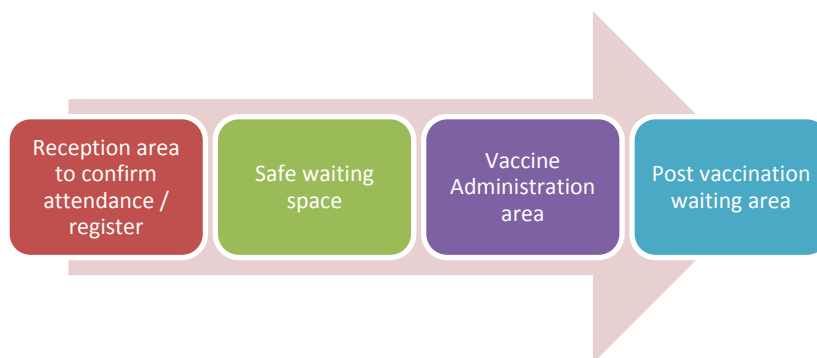 Reception area
to confirm
attendance /
register
Safe waiting
space
Vaccine
Administration
area
Post vaccination
waiting area